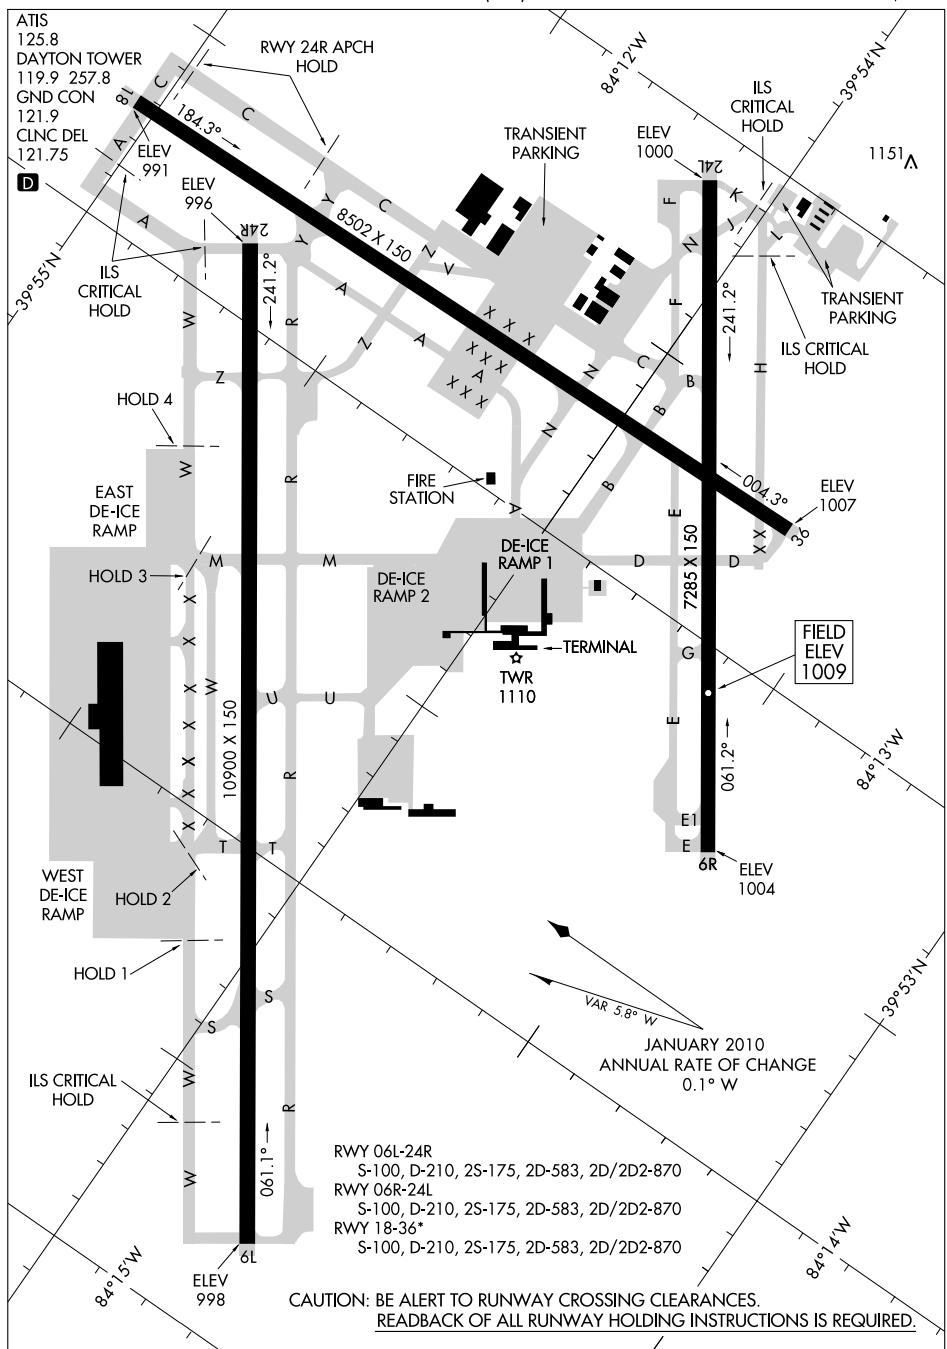 ATIS
125.8
DAYTON TOWER
119.9 257.8
GND CON
121.9
CLNC DEL
121.75
D
RWY 24R APCH
HOLD
84°12'W
39°54'N
ILS
CRITICAL
HOLD
TRANSIENT
PARKING
ELEV
1000
1151
8L
C
C
184.3°
A
ELEV
991
ELEV
996
24R
24L
K
F
J
L
N
Y
Y
C
8502 X 150
Z
V
A
39°55'N
ILS
CRITICAL
HOLD
241.2°
241.2°
TRANSIENT
PARKING
ILS CRITICAL
HOLD
W
R
A
A
Z
F
X X X
X X X
A
X X X
N
C
B
B
H
Z
HOLD 4
W
R
N
B
FIRE
STATION
A
E
004.3°
ELEV
1007
36
X X
EAST
DE-ICE
RAMP
HOLD 3
M
M
DE-ICE
RAMP 1
DE-ICE
RAMP 2
D
D
7285 X 150
X
X
X
X
X
X
X
W
TERMINAL
TWR
1110
G
FIELD
ELEV
1009
U
U
10900 X 150
R
E
061.2°
84°13'W
E1
E
6R
ELEV
1004
T
T
WEST
DE-ICE
RAMP
HOLD 2
HOLD 1
S
S
39°53'N
VAR 5.8° W
JANUARY 2010
ANNUAL RATE OF CHANGE
0.1° W
ILS CRITICAL
HOLD
W
R
061.1°
W
RWY 06L-24R
S-100, D-210, 2S-175, 2D-583, 2D/2D2-870
RWY 06R-24L
S-100, D-210, 2S-175, 2D-583, 2D/2D2-870
RWY 18-36*
S-100, D-210, 2S-175, 2D-583, 2D/2D2-870
6L
ELEV
998
84°15'W
84°14'W
CAUTION: BE ALERT TO RUNWAY CROSSING CLEARANCES.
READBACK OF ALL RUNWAY HOLDING INSTRUCTIONS IS REQUIRED.